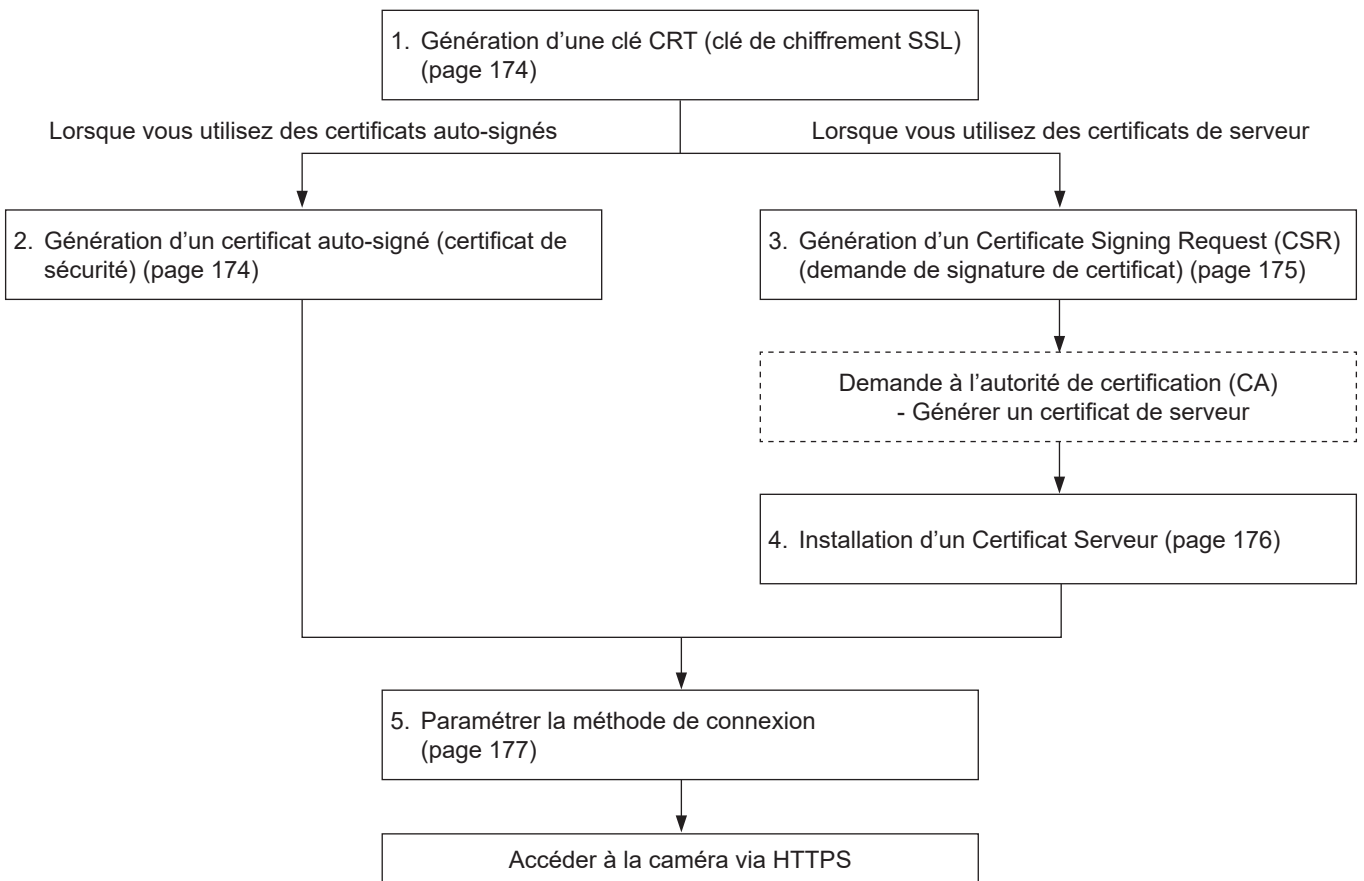 1. Génération d'une clé CRT (clé de chiffrement SSL)
(page 174)
Lorsque vous utilisez des certificats auto-signés
Lorsque vous utilisez des certificats de serveur
2. Génération d'un certificat auto-signé (certificat de
sécurité) (page 174)
3. Génération d'un Certificate Signing Request (CSR)
(demande de signature de certificat) (page 175)
Demande à l'autorité de certification (CA)
- Générer un certificat de serveur
4. Installation d'un Certificat Serveur (page 176)
5. Paramétrer la méthode de connexion
(page 177)
Accéder à la caméra via HTTPS